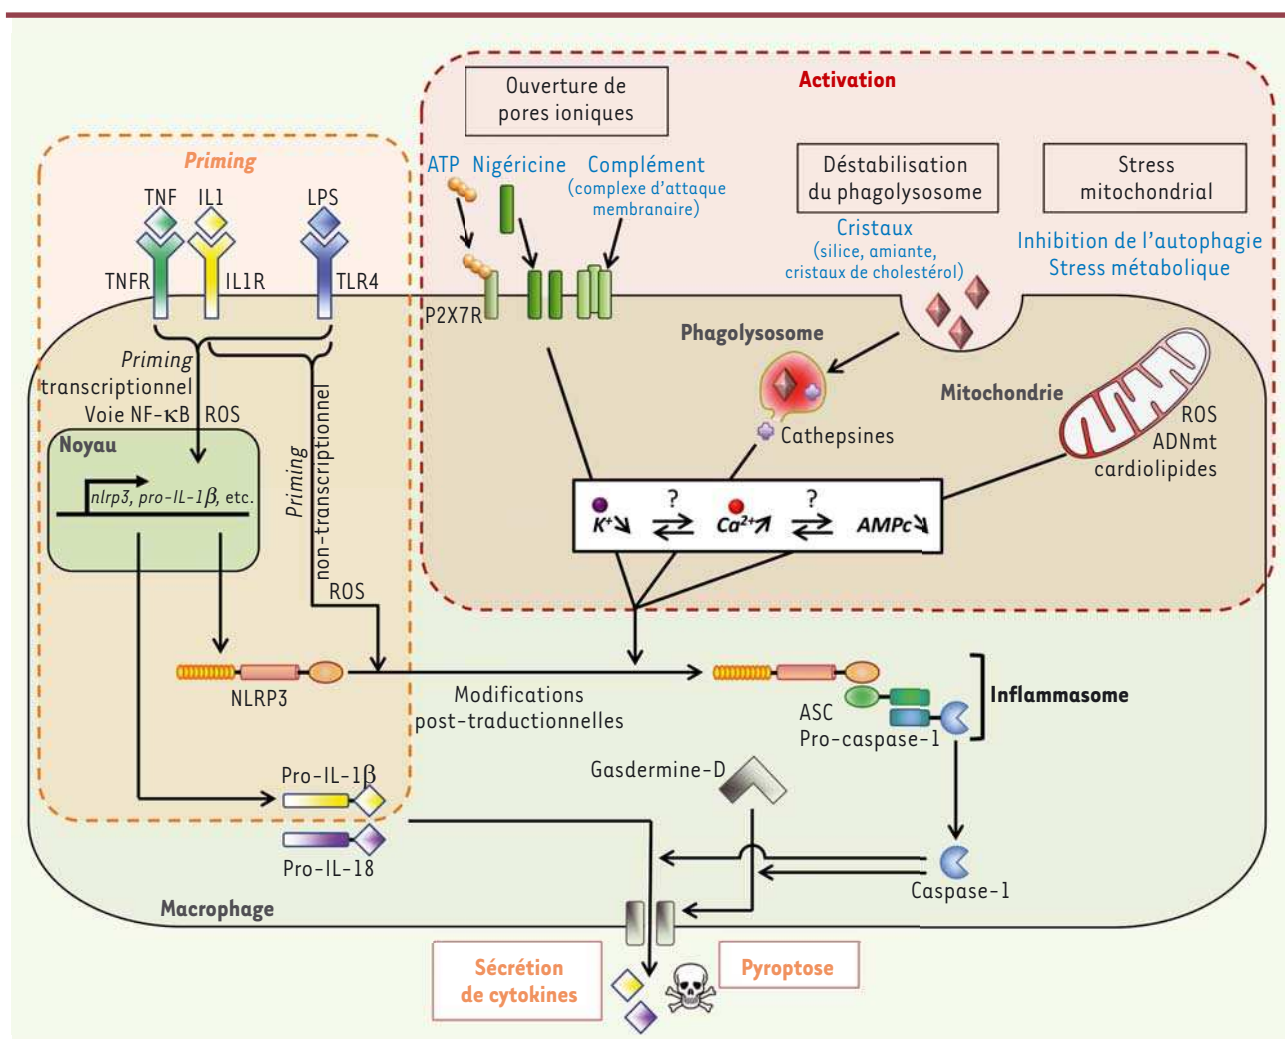 Activation
Ouverture de
pores ioniques
Priming
ATP
Nigéricine
Complément
(complexe d'attaque
membranaire)
Déstabilisation
du phagolysosome
Cristaux
(silice, amiante,
cristaux de cholestérol)
Stress
mitochondrial
Inhibition de l'autophagie
Stress métabolique
TNF
IL1
LPS
TNFR
IL1R
TLR4
P2X7R
Phagolysosome
Mitochondrie
Priming
transcriptionnel
Voie NF-κB
ROS
Priming
non-transcriptionnel
Cathepsines
ROS
ADNmt
cardiolipides
Noyau
nlrp3, pro-IL-1β, etc.
K+
?
Ca2+
?
AMPc
ROS
NLRP3
Modifications
post-traductionnelles
ASC
Pro-caspase-1
Inflammasome
Gasdermine-D
Pro-IL-1β
Pro-IL-18
Caspase-1
Macrophage
Sécrétion
de cytokines
Pyroptose